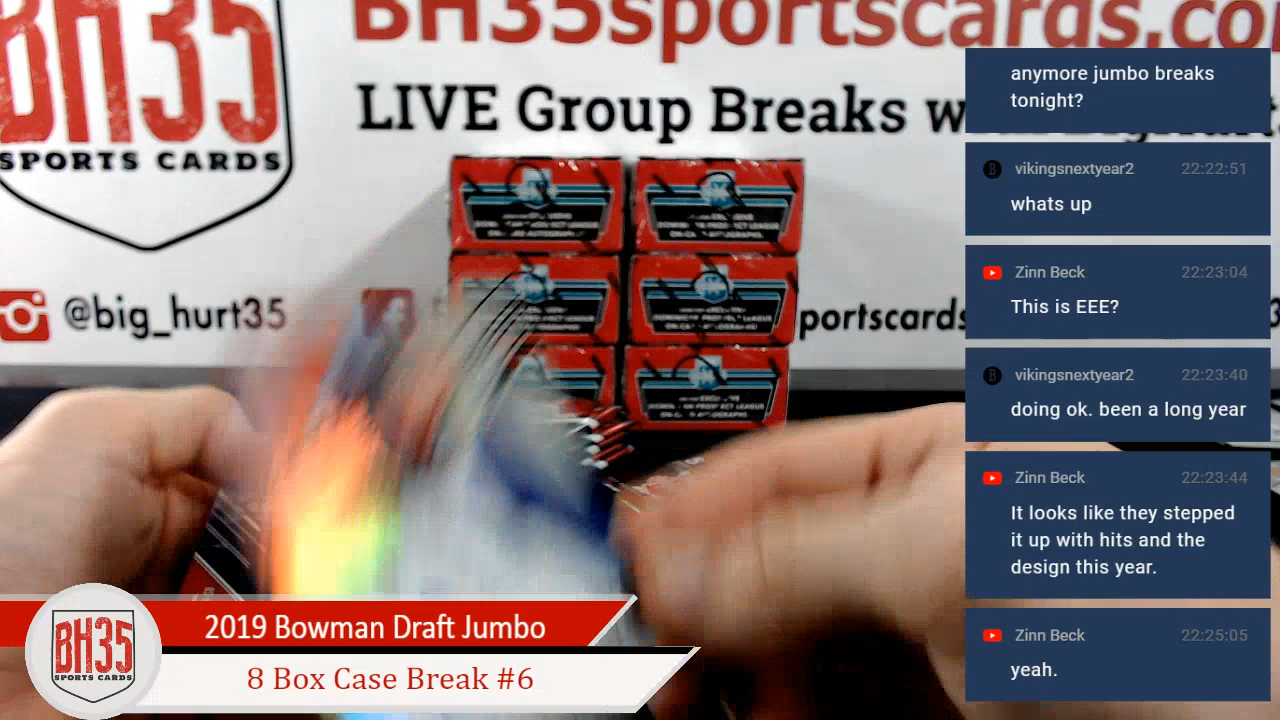 BH35
SPORTS CARDS
BH35sportscards.co
LIVE Group Breaks w
@big_hurt35
portscards
anymore jumbo breaks
tonight?
vikingsnextyear2 22:22:51
whats up
Zinn Beck 22:23:04
This is EEE?
vikingsnextyear2 22:23:40
doing ok. been a long year
Zinn Beck 22:23:44
It looks like they stepped
it up with hits and the
design this year.
Zinn Beck 22:25:05
yeah.
BH35
SPORTS CARDS
2019 Bowman Draft Jumbo
8 Box Case Break #6